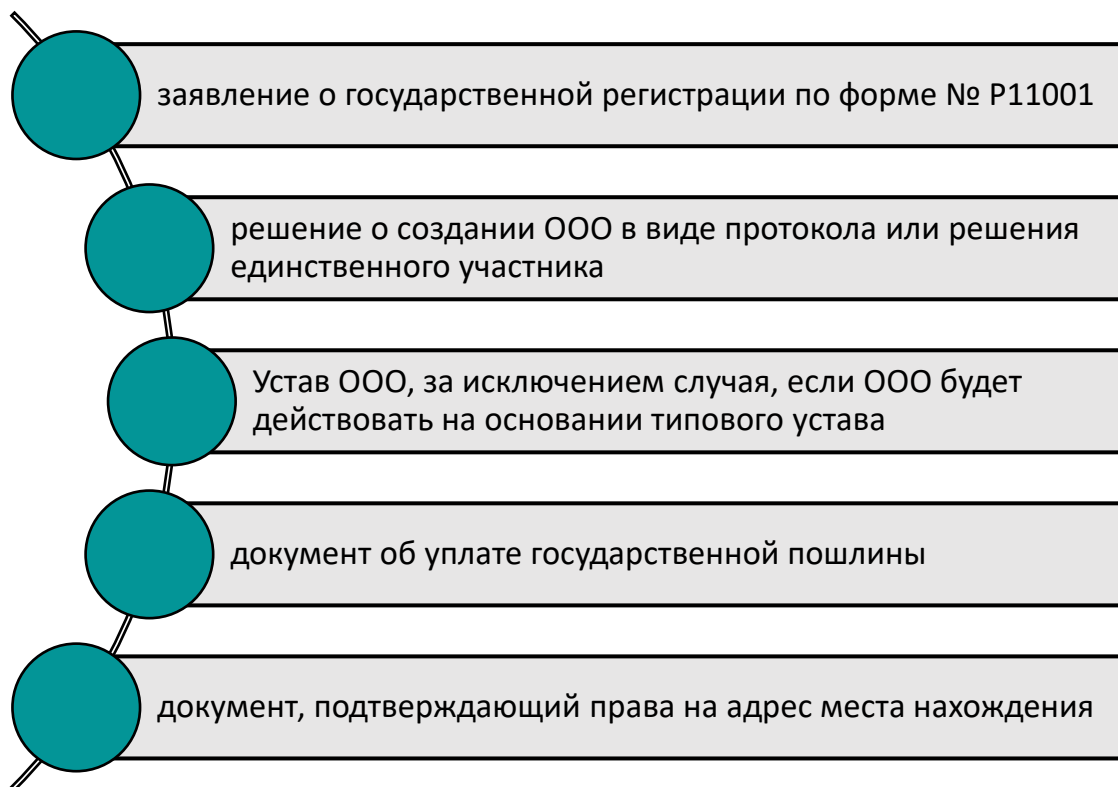 заявление о государственной регистрации по форме № Р11001
решение о создании ООО в виде протокола или решения
единственного участника
Устав ООО, за исключением случая, если ООО будет
действовать на основании типового устава
документ об уплате государственной пошлины
документ, подтверждающий права на адрес места нахождения